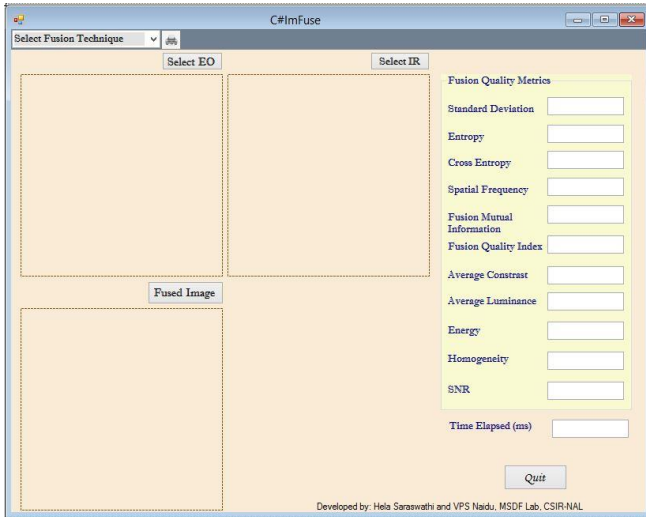 C#ImFuse
Select Fusion Technique
Select EO
Select IR
Fusion Quality Metrics
Standard Deviation
Entropy
Cross Entropy
Spatial Frequency
Fusion Mutual
Information
Fusion Quality Index
Average Constrast
Average Luminance
Energy
Homogeneity
SNR
Fused Image
Time Elapsed (ms)
Quit
Developed by: Hela Saraswathi and VPS Naidu, MSDF Lab, CSIR-NAL